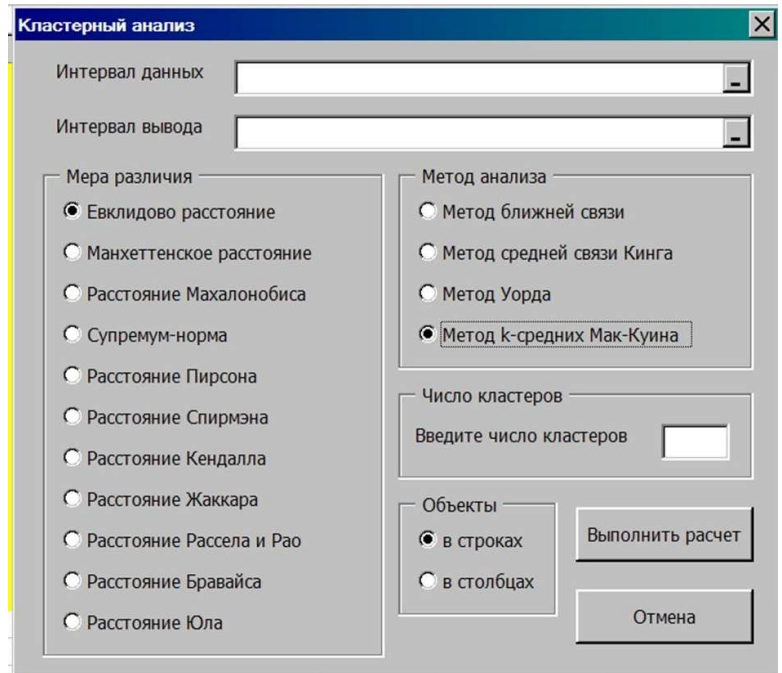 Кластерный анализ
Интервал данных
Интервал вывода
Мера различия
Евклидово расстояние
Манхеттенское расстояние
Расстояние Махалонобиса
Супремум-норма
Расстояние Пирсона
Расстояние Спирмэна
Расстояние Кендалла
Расстояние Жаккара
Расстояние Рассела и Рао
Расстояние Бравайса
Расстояние Юла
Метод анализа
Метод ближней связи
Метод средней связи Кинга
Метод Уорда
Метод k-средних Мак-Куина
Число кластеров
Введите число кластеров
Объекты
в строках
в столбцах
Выполнить расчет
Отмена